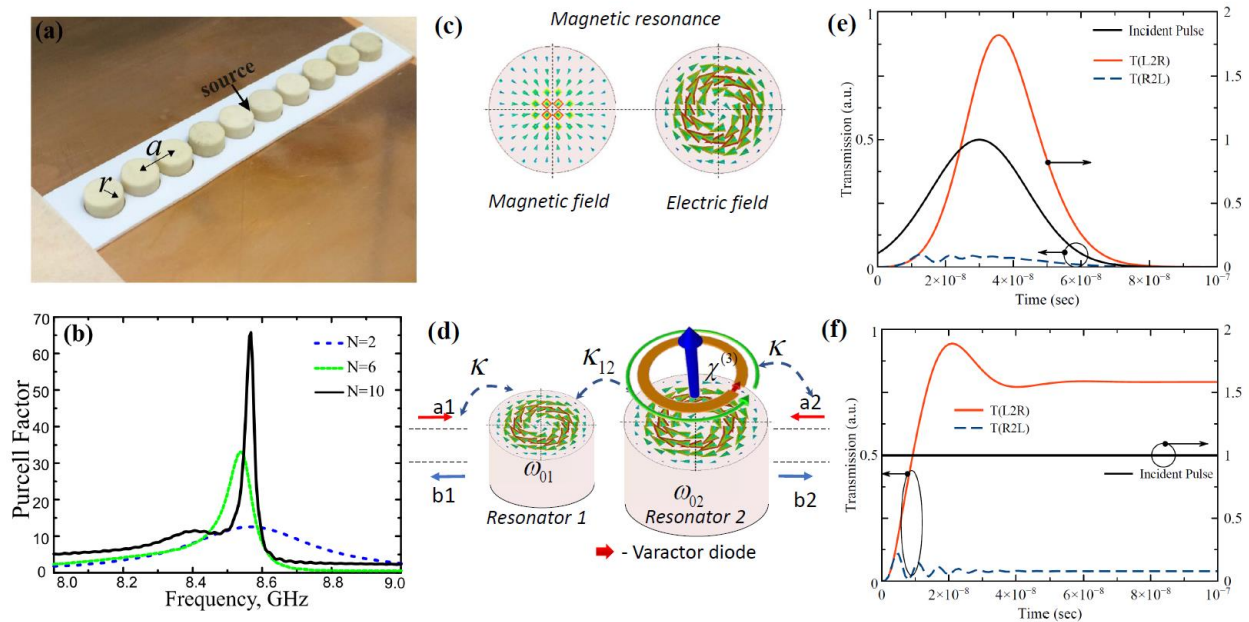 (a)
source
a
r
(b)
70
60
50
40
30
20
10
0
Purcell Factor
N=2
N=6
N=10
8.0
8.2
8.4
8.6
8.8
9.0
Frequency, GHz
(c)
Magnetic resonance
Magnetic field
Electric field
(d)
κ
κ12
χ(3)
κ
a1
a2
b1
b2
ω01
ω02
Resonator 1
Resonator 2
- Varactor diode
(e)
1
0.5
0
Transmission (a.u.)
Incident Pulse
T(L2R)
T(R2L)
2
1.5
1
0.5
0
0
2×10-8
4×10-8
6×10-8
8×10-8
10-7
Time (sec)
(f)
1
0.5
0
Transmission (a.u.)
T(L2R)
T(R2L)
Incident Pulse
2
1.5
1
0.5
0
0
2×10-8
4×10-8
6×10-8
8×10-8
10-7
Time (sec)